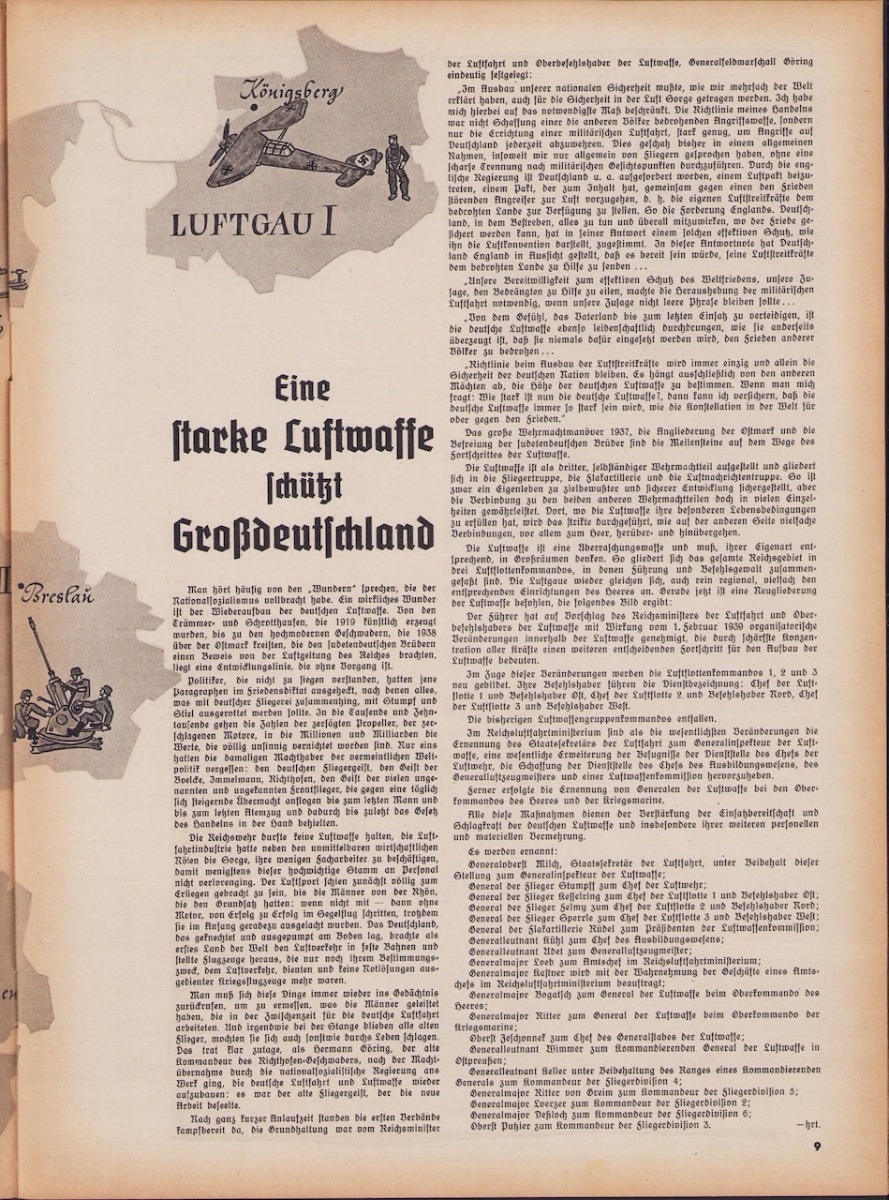 Königsberg
LUFTGAU I
Breslau
en
Eine
starke Luftwaffe
schützt
Großdeutschland
Man hört häufig von den „Wundern“ sprechen, die der
Nationalsozialismus vollbracht habe. Ein wirkliches Wunder
ist der Wiederaufbau der deutschen Luftwaffe. Von den
Trümmer- und Schrotthausen, die 1919 künstlich erzeugt
wurden, bis zu den hochmodernen Geschwadern, die 1938
über der Ostmark kreisten, die den sudetendeutschen Brüdern
einen Beweis von der Luftgeltung des Reiches brachten,
liegt eine Entwicklungslinie, die ohne Vorgang ist.
Politiker, die nicht zu siegen verstanden, hatten jene
Paragraphen im Friedensdiktat ausgeheckt, nach denen alles,
was mit deutscher Fliegerei zusammenhing, mit Stumpf und
Stiel ausgerottet werden sollte. In die Tausende und Zehn-
tausende gehen die Zahlen der zersägten Propeller, der zer-
schlagenen Motore, in die Millionen und Milliarden die
Werte, die völlig unsinnig vernichtet worden sind. Nur eins
hatten die damaligen Machthaber der vermeintlichen Welt-
politik vergessen: den deutschen Fliegergeist, den Geist der
Boelcke, Immelmann, Richthofen, den Geist der vielen unge-
nannten und ungekannten Frontflieger, die gegen eine täglich
sich steigernde Übermacht anflogen bis zum letzten Mann und
bis zum letzten Atemzug und dadurch bis zuletzt das Gesetz
des Handelns in der Hand behielten.
Die Reichswehr durfte keine Luftwaffe halten, die Luft-
fahrtindustrie hatte neben den unmittelbaren wirtschaftlichen
Nöten die Sorge, ihre wenigen Facharbeiter zu beschäftigen,
damit wenigstens dieser hochwichtige Stamm an Personal
nicht verlorenging. Der Luftsport schien zunächst völlig zum
Erliegen gebracht zu sein, bis die Männer von der Rhön,
die den Grundsatz hatten: wenn nicht mit — dann ohne
Motor, von Erfolg zu Erfolg im Segelflug schritten, trotzdem
sie im Anfang geradezu ausgelacht wurden. Das Deutschland,
das geknechtet und ausgepumpt am Boden lag, brachte als
erstes Land der Welt den Luftverkehr in feste Bahnen und
stellte Flugzeuge heraus, die nur noch ihrem Bestimmungs-
zweck, dem Luftverkehr, dienten und keine Notlösungen aus-
gedienter Kriegsflugzeuge mehr waren.
Man muß sich diese Dinge immer wieder ins Gedächtnis
zurückrufen, um zu ermessen, was die Männer geleistet
haben, die in der Zwischenzeit für die deutsche Luftfahrt
arbeiteten. Und irgendwie bei der Stange blieben alle alten
Flieger, mochten sie sich auch sonstwie durchs Leben schlagen.
Das trat klar zutage, als Hermann Göring, der alte
Kommandeur des Richthofen-Geschwaders, nach der Macht-
übernahme durch die nationalsozialistische Regierung ans
Werk ging, die deutsche Luftfahrt und Luftwaffe wieder
aufzubauen: es war der alte Fliegergeist, der die neue
Arbeit beseelte.
Nach ganz kurzer Anlaufzeit standen die ersten Verbände
kampfbereit da, die Grundhaltung war vom Reichsminister
der Luftfahrt und Oberbefehlshaber der Luftwaffe, Generalfeldmarschall Göring
eindeutig festgelegt:
„Im Ausbau unserer nationalen Sicherheit mußte, wie wir mehrfach der Welt
erklärt haben, auch für die Sicherheit in der Luft Sorge getragen werden. Ich habe
mich hierbei auf das notwendigste Maß beschränkt. Die Richtlinie meines Handelns
war nicht Schaffung einer die anderen Völker bedrohenden Angriffswaffe, sondern
nur die Errichtung einer militärischen Luftfahrt, stark genug, um Angriffe auf
Deutschland jederzeit abzuwehren. Dies geschah bisher in einem allgemeinen
Rahmen, insoweit wir nur allgemein von Fliegern gesprochen haben, ohne eine
scharfe Trennung nach militärischen Gesichtspunkten durchzuführen. Durch die eng-
lische Regierung ist Deutschland u. a. aufgefordert worden, einem Luftpakt beizu-
treten, einem Pakt, der zum Inhalt hat, gemeinsam gegen einen den Frieden
störenden Angreifer zur Luft vorzugehen, d. h. die eigenen Luftstreitkräfte dem
bedrohten Lande zur Verfügung zu stellen. So die Forderung Englands. Deutsch-
land, in dem Bestreben, alles zu tun und überall mitzuwirken, wo der Friede ge-
sichert werden kann, hat in seiner Antwort einem solchen effektiven Schutz, wie
ihn die Luftkonvention darstellt, zugestimmt. In dieser Antwortnote hat Deutsch-
land England in Aussicht gestellt, daß es bereit sein würde, seine Luftstreitkräfte
dem bedrohten Lande zu Hilfe zu senden ...
„Unsere Bereitwilligkeit zum effektiven Schutz des Weltfriedens, unsere Zu-
sage, den Bedrängten zu Hilfe zu eilen, machte die Heraushebung der militärischen
Luftfahrt notwendig, wenn unsere Zusage nicht leere Phrase bleiben sollte ...
„Von dem Gefühl, das Vaterland bis zum letzten Einsatz zu verteidigen, ist
die deutsche Luftwaffe ebenso leidenschaftlich durchdrungen, wie sie anderseits
überzeugt ist, daß sie niemals dafür eingesetzt werden wird, den Frieden anderer
Völker zu bedrohen ...
„Richtlinie beim Ausbau der Luftstreitkräfte wird immer einzig und allein die
Sicherheit der deutschen Nation bleiben. Es hängt ausschließlich von den anderen
Mächten ab, die Höhe der deutschen Luftwaffe zu bestimmen. Wenn man mich
fragt: Wie stark ist nun die deutsche Luftwaffe?, dann kann ich versichern, daß die
deutsche Luftwaffe immer so stark sein wird, wie die Konstellation in der Welt für
oder gegen den Frieden.“
Das große Wehrmachtmanöver 1937, die Angliederung der Ostmark und die
Befreiung der sudetendeutschen Brüder sind die Meilensteine auf dem Wege des
Fortschrittes der Luftwaffe.
Die Luftwaffe ist als dritter, selbständiger Wehrmachtteil aufgestellt und gliedert
sich in die Fliegertruppe, die Flakartillerie und die Luftnachrichtentruppe. So ist
zwar ein Eigenleben zu zielbewußter und sicherer Entwicklung sichergestellt, aber
die Verbindung zu den beiden anderen Wehrmachtteilen doch in vielen Einzel-
heiten gewährleistet. Dort, wo die Luftwaffe ihre besonderen Lebensbedingungen
zu erfüllen hat, wird das strikte durchgeführt, wie auf der anderen Seite vielfache
Verbindungen, vor allem zum Heer, herüber- und hinübergehen.
Die Luftwaffe ist eine Überraschungswaffe und muß, ihrer Eigenart ent-
sprechend, in Großräumen denken. So gliedert sich das gesamte Reichsgebiet in
drei Luftflottenkommandos, in denen Führung und Befehlsgewalt zusammen-
gefaßt sind. Die Luftgaue wieder gleichen sich, auch rein regional, vielfach den
entsprechenden Einrichtungen des Heeres an. Gerade jetzt ist eine Neugliederung
der Luftwaffe befohlen, die folgendes Bild ergibt:
Der Führer hat auf Vorschlag des Reichsministers der Luftfahrt und Ober-
befehlshabers der Luftwaffe mit Wirkung vom 1. Februar 1939 organisatorische
Veränderungen innerhalb der Luftwaffe genehmigt, die durch schärfste Konzen-
tration aller Kräfte einen weiteren entscheidenden Fortschritt für den Aufbau der
Luftwaffe bedeuten.
Im Zuge dieser Veränderungen werden die Luftflottenkommandos 1, 2 und 3
neu gebildet. Ihre Befehlshaber führen die Dienstbezeichnung: Chef der Luft-
flotte 1 und Befehlshaber Ost, Chef der Luftflotte 2 und Befehlshaber Nord, Chef
der Luftflotte 3 und Befehlshaber West.
Die bisherigen Luftwaffengruppenkommandos entfallen.
Im Reichsluftfahrtministerium sind als die wesentlichsten Veränderungen die
Ernennung des Staatssekretärs der Luftfahrt zum Generalinspekteur der Luft-
waffe, eine wesentliche Erweiterung der Befugnisse der Dienststelle des Chefs der
Luftwehr, die Schaffung der Dienststelle des Chefs des Ausbildungswesens, des
Generalluftzeugmeisters und einer Luftwaffenkommission hervorzuheben.
Ferner erfolgte die Ernennung von Generalen der Luftwaffe bei den Ober-
kommandos des Heeres und der Kriegsmarine.
Alle diese Maßnahmen dienen der Verstärkung der Einsatzbereitschaft und
Schlagkraft der deutschen Luftwaffe und insbesondere ihrer weiteren personellen
und materiellen Vermehrung.
Es werden ernannt:
Generaloberst Milch, Staatssekretär der Luftfahrt, unter Beibehalt dieser
Stellung zum Generalinspekteur der Luftwaffe;
General der Flieger Stumpff zum Chef der Luftwehr;
General der Flieger Kesselring zum Chef der Luftflotte 1 und Befehlshaber Ost;
General der Flieger Felmy zum Chef der Luftflotte 2 und Befehlshaber Nord;
General der Flieger Sperrle zum Chef der Luftflotte 3 und Befehlshaber West;
General der Flakartillerie Rüdel zum Präsidenten der Luftwaffenkommission;
Generalleutnant Kühl zum Chef des Ausbildungswesens;
Generalleutnant Udet zum Generalluftzeugmeister;
Generalmajor Loeb zum Amtschef im Reichsluftfahrtministerium;
Generalmajor Kastner wird mit der Wahrnehmung der Geschäfte eines Amts-
chefs im Reichsluftfahrtministerium beauftragt;
Generalmajor Bogatsch zum General der Luftwaffe beim Oberkommando des
Heeres;
Generalmajor Ritter zum General der Luftwaffe beim Oberkommando der
Kriegsmarine;
Oberst Jeschonnek zum Chef des Generalstabes der Luftwaffe;
Generalleutnant Wimmer zum Kommandierenden General der Luftwaffe in
Ostpreußen;
Generalleutnant Keller unter Beibehaltung des Ranges eines Kommandierenden
Generals zum Kommandeur der Fliegerdivision 4;
Generalmajor Ritter von Greim zum Kommandeur der Fliegerdivision 5;
Generalmajor Loerzer zum Kommandeur der Fliegerdivision 2;
Generalmajor Deßloch zum Kommandeur der Fliegerdivision 6;
Oberst Putzier zum Kommandeur der Fliegerdivision 3. —hrt.
9